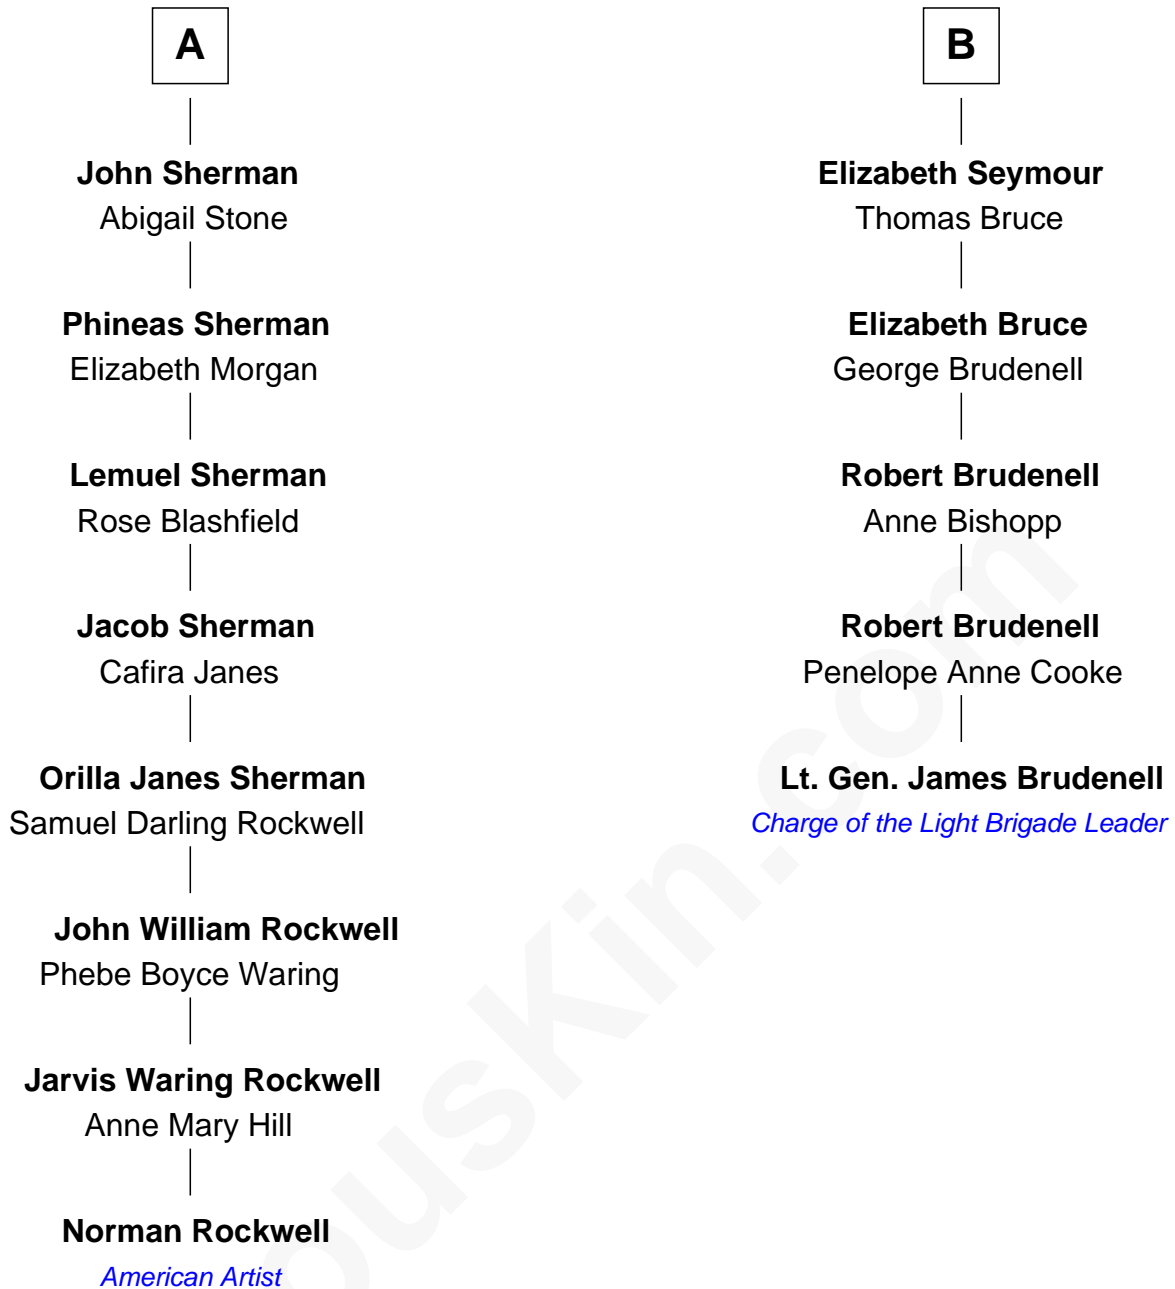 A
John Sherman
Abigail Stone
Phineas Sherman
Elizabeth Morgan
Lemuel Sherman
Rose Blashfield
Jacob Sherman
Cafira Janes
Orilla Janes Sherman
Samuel Darling Rockwell
John William Rockwell
Phebe Boyce Waring
Jarvis Waring Rockwell
Anne Mary Hill
Norman Rockwell
American Artist
B
Elizabeth Seymour
Thomas Bruce
Elizabeth Bruce
George Brudenell
Robert Brudenell
Anne Bishopp
Robert Brudenell
Penelope Anne Cooke
Lt. Gen. James Brudenell
Charge of the Light Brigade Leader
ousKin.com